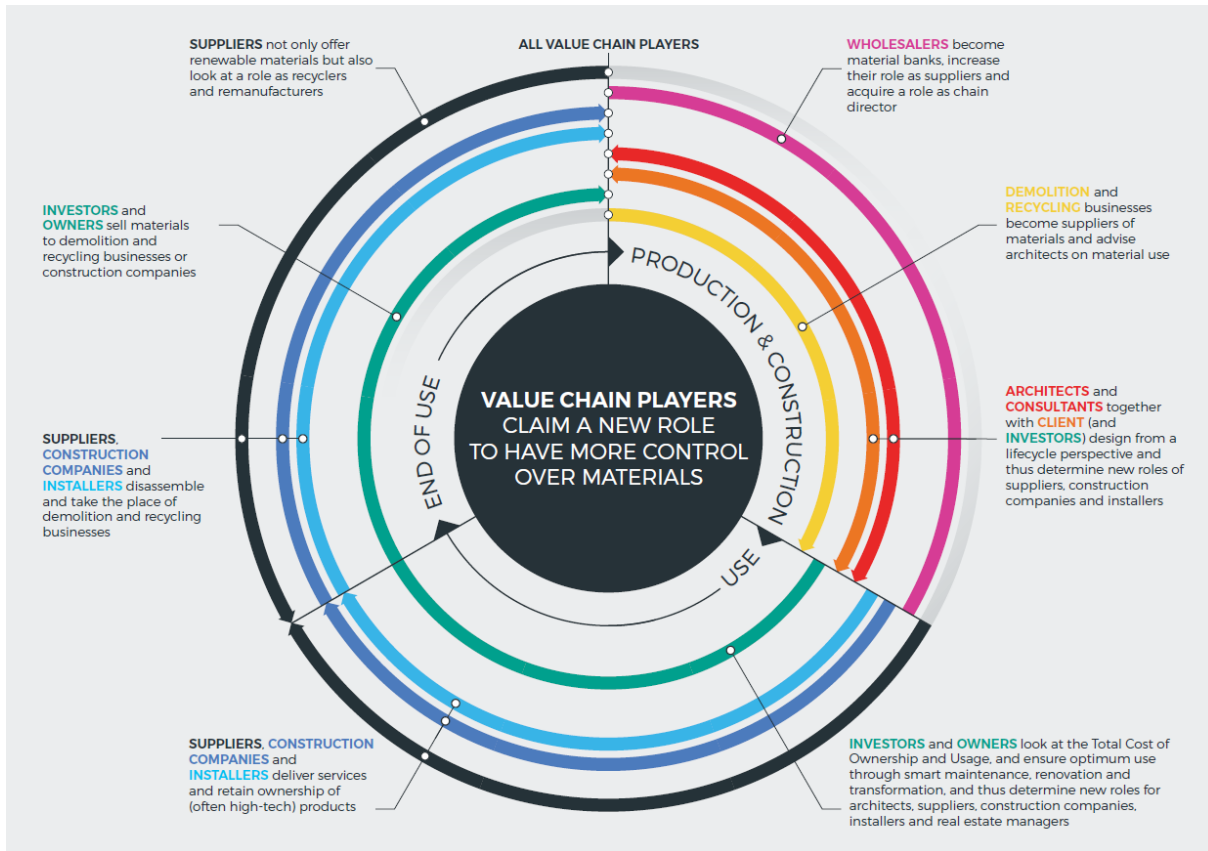 SUPPLIERS not only offer
renewable materials but also
look at a role as recyclers
and remanufacturers
ALL VALUE CHAIN PLAYERS
WHOLESALERS become
material banks, increase
their role as suppliers and
acquire a role as chain
director
INVESTORS and
OWNERS sell materials
to demolition and
recycling businesses or
construction companies
DEMOLITION and
RECYCLING businesses
become suppliers of
materials and advise
architects on material use
PRODUCTION & CONSTRUCTION
USE
END OF USE
VALUE CHAIN PLAYERS
CLAIM A NEW ROLE
TO HAVE MORE CONTROL
OVER MATERIALS
SUPPLIERS,
CONSTRUCTION
COMPANIES and
INSTALLERS disassemble
and take the place of
demolition and recycling
businesses
ARCHITECTS and
CONSULTANTS together
with CLIENT (and
INVESTORS) design from a
lifecycle perspective and
thus determine new roles of
suppliers, construction
companies and installers
SUPPLIERS, CONSTRUCTION
COMPANIES and
INSTALLERS deliver services
and retain ownership of
(often high-tech) products
INVESTORS and OWNERS look at the Total Cost of
Ownership and Usage, and ensure optimum use
through smart maintenance, renovation and
transformation, and thus determine new roles for
architects, suppliers, construction companies,
installers and real estate managers